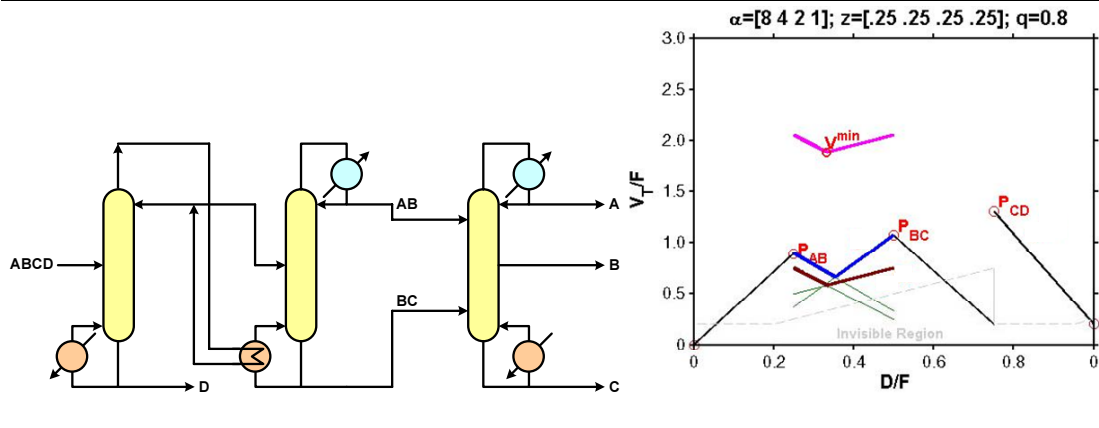 ABCD
D
AB
BC
A
B
C
α=[8 4 2 1]; z=[.25 .25 .25 .25]; q=0.8
V_T/F
3.0
2.5
2.0
1.5
1.0
0.5
0
V^min
P_AB
P_BC
P_CD
Invisible Region
0
0.2
0.4
0.6
0.8
0
D/F